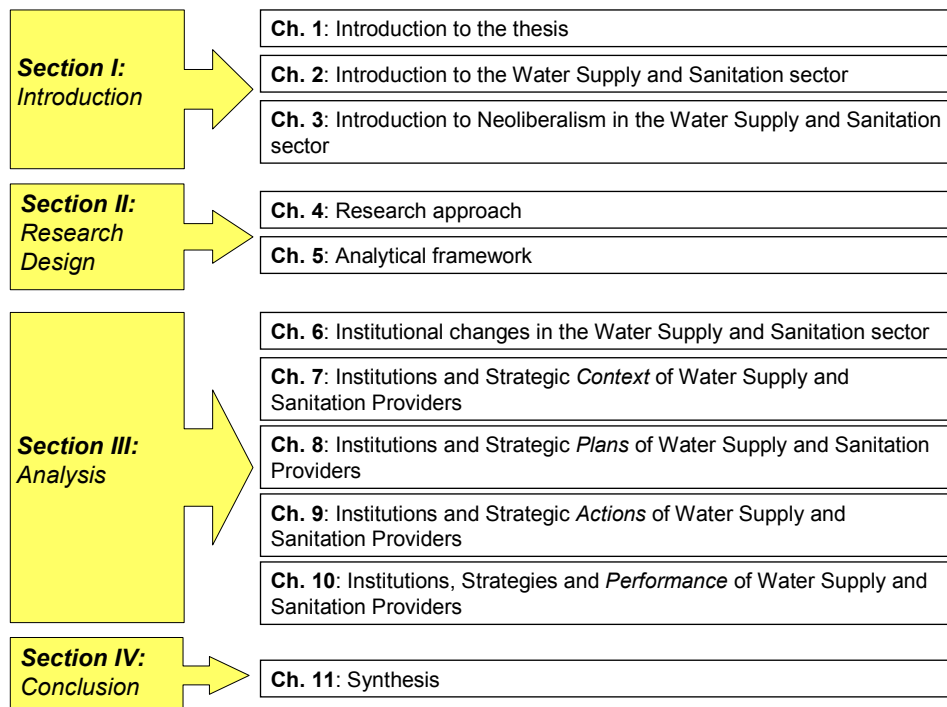 Section I:
Introduction
Ch. 1: Introduction to the thesis
Ch. 2: Introduction to the Water Supply and Sanitation sector
Ch. 3: Introduction to Neoliberalism in the Water Supply and Sanitation
sector
Section II:
Research
Design
Ch. 4: Research approach
Ch. 5: Analytical framework
Section III:
Analysis
Ch. 6: Institutional changes in the Water Supply and Sanitation sector
Ch. 7: Institutions and Strategic Context of Water Supply and
Sanitation Providers
Ch. 8: Institutions and Strategic Plans of Water Supply and Sanitation
Providers
Ch. 9: Institutions and Strategic Actions of Water Supply and
Sanitation Providers
Ch. 10: Institutions, Strategies and Performance of Water Supply and
Sanitation Providers
Section IV:
Conclusion
Ch. 11: Synthesis